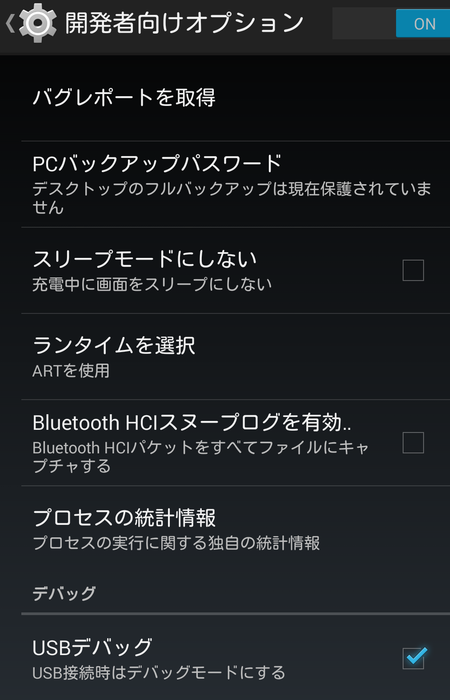 開発者向けオプション
ON
バグレポートを取得
PCバックアップパスワード
デスクトップのフルバックアップは現在保護されていま
せん
スリープモードにしない
充電中に画面をスリープにしない
ランタイムを選択
ARTを使用
Bluetooth HCIスヌープログを有効..
Bluetooth HCIパケットをすべてファイルにキャ
プチャする
プロセスの統計情報
プロセスの実行に関する独自の統計情報
デバッグ
USBデバッグ
USB接続時はデバッグモードにする